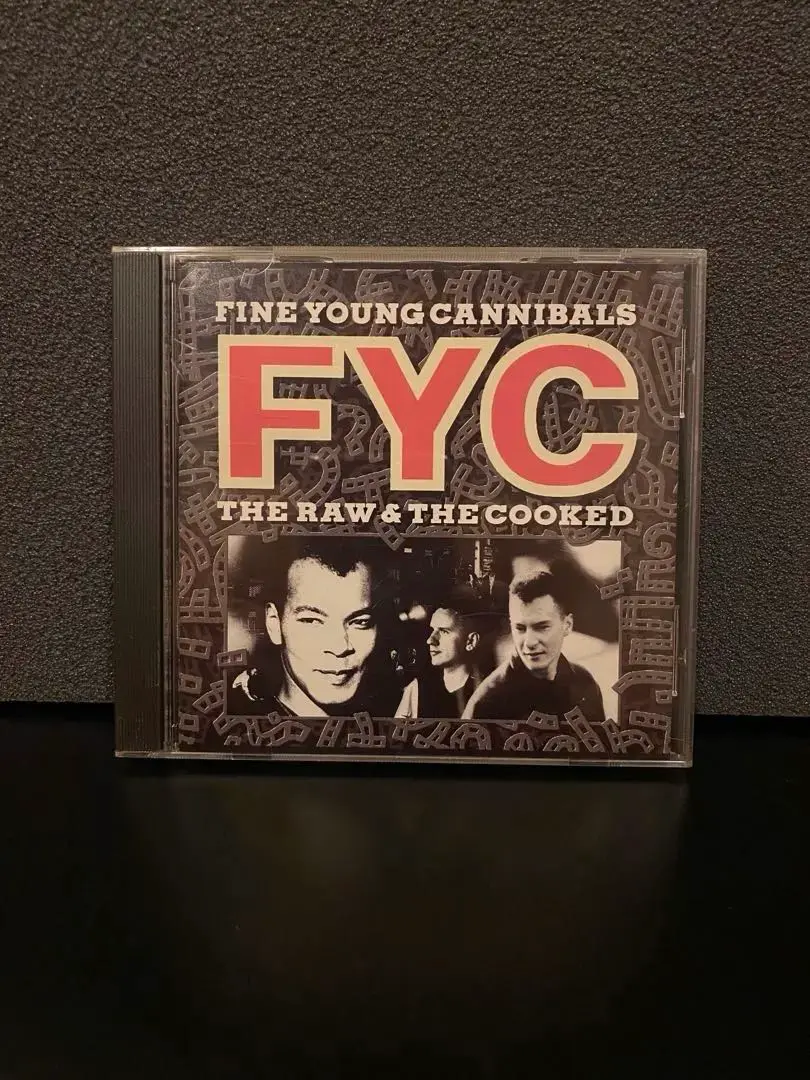 FINE YOUNG CANNIBALS
FYC
THE RAW & THE COOKED